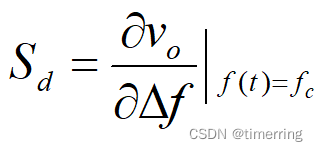 S_d = ∂v_o / ∂Δf |_{f(t)=f_c}
CSDN @timerring